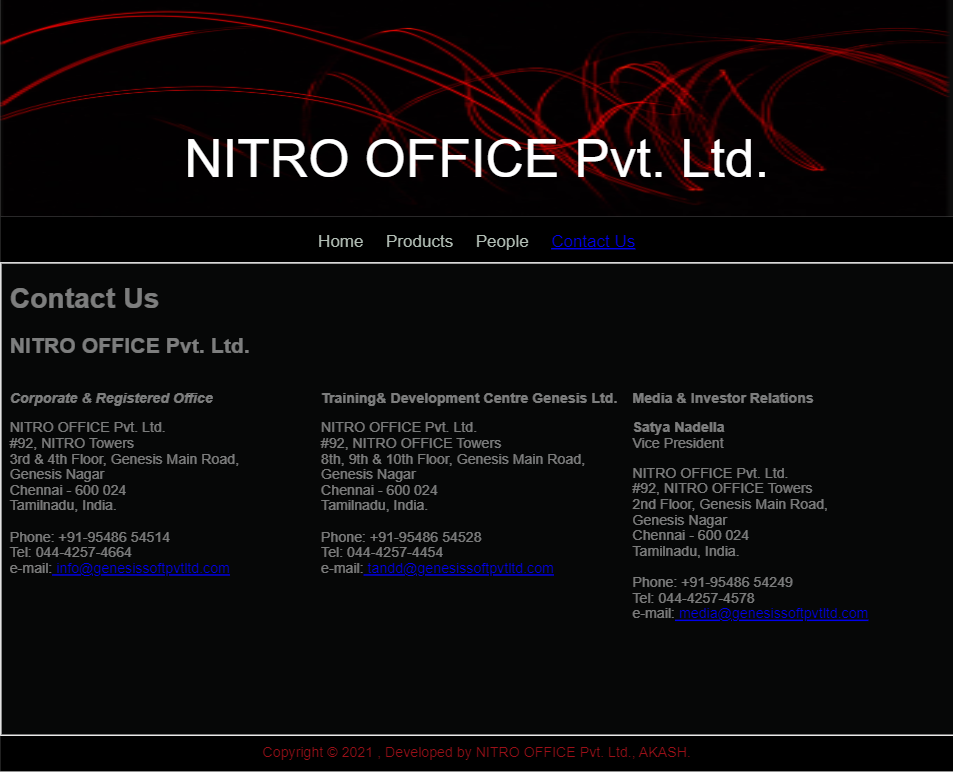 NITRO OFFICE Pvt. Ltd.
Home Products People Contact Us
Contact Us
NITRO OFFICE Pvt. Ltd.
Corporate & Registered Office
NITRO OFFICE Pvt. Ltd.
#92, NITRO Towers
3rd & 4th Floor, Genesis Main Road,
Genesis Nagar
Chennai - 600 024
Tamilnadu, India.
Phone: +91-95486 54514
Tel: 044-4257-4664
e-mail: info@genesissoftpvtltd.com
Training& Development Centre Genesis Ltd.
NITRO OFFICE Pvt. Ltd.
#92, NITRO OFFICE Towers
8th, 9th & 10th Floor, Genesis Main Road,
Genesis Nagar
Chennai - 600 024
Tamilnadu, India.
Phone: +91-95486 54528
Tel: 044-4257-4454
e-mail: tandd@genesissoftpvtltd.com
Media & Investor Relations
Satya Nadella
Vice President
NITRO OFFICE Pvt. Ltd.
#92, NITRO OFFICE Towers
2nd Floor, Genesis Main Road,
Genesis Nagar
Chennai - 600 024
Tamilnadu, India.
Phone: +91-95486 54249
Tel: 044-4257-4578
e-mail: media@genesissoftpvtltd.com
Copyright © 2021 , Developed by NITRO OFFICE Pvt. Ltd., AKASH.